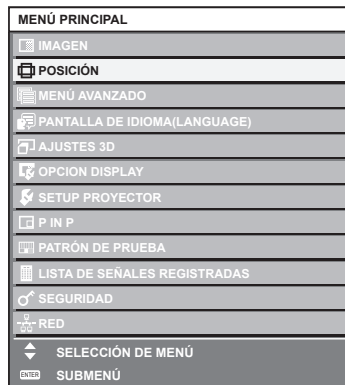 MENÚ PRINCIPAL
IMAGEN
POSICIÓN
MENÚ AVANZADO
PANTALLA DE IDIOMA(LANGUAGE)
AJUSTES 3D
OPCION DISPLAY
SETUP PROYECTOR
P IN P
PATRÓN DE PRUEBA
LISTA DE SEÑALES REGISTRADAS
SEGURIDAD
RED
SELECCIÓN DE MENÚ
ENTER SUBMENÚ